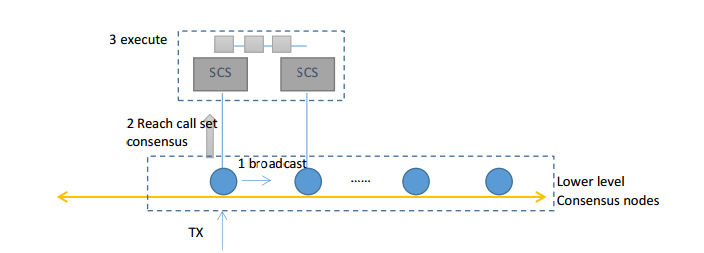 3 execute
SCS
SCS
2 Reach call set
consensus
1 broadcast
......
Lower level
Consensus nodes
TX